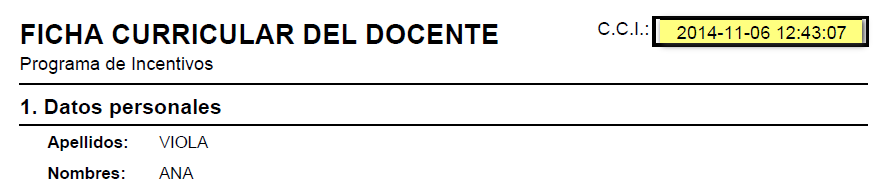 FICHA CURRICULAR DEL DOCENTE
C.C.I.: 2014-11-06 12:43:07
Programa de Incentivos
1. Datos personales
Apellidos: VIOLA
Nombres: ANA